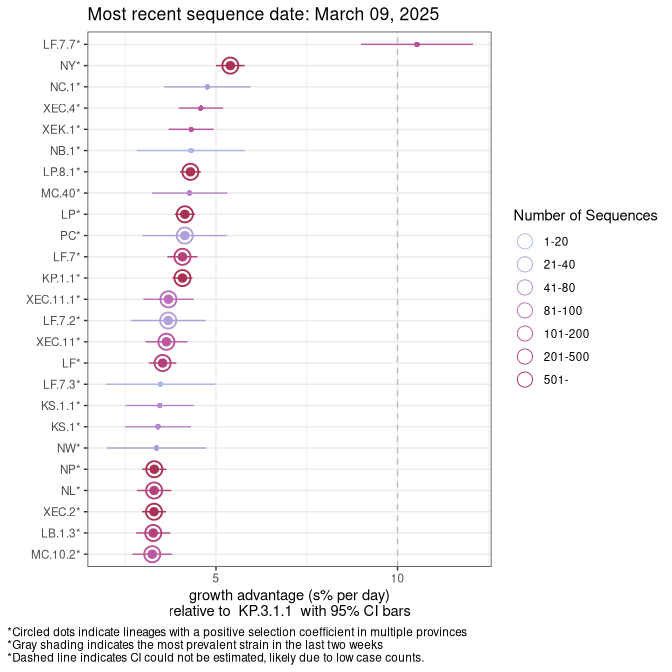 Most recent sequence date: March 09, 2025
LF.7.7*
NY*
NC.1*
XEC.4*
XEK.1*
NB.1*
LP.8.1*
MC.40*
LP*
PC*
LF.7*
KP.1.1*
XEC.11.1*
LF.7.2*
XEC.11*
LF*
LF.7.3*
KS.1.1*
KS.1*
NW*
NP*
NL*
XEC.2*
LB.1.3*
MC.10.2*
5
10
growth advantage (s% per day)
relative to KP.3.1.1 with 95% CI bars
Number of Sequences
1-20
21-40
41-80
81-100
101-200
201-500
501-
*Circled dots indicate lineages with a positive selection coefficient in multiple provinces
*Gray shading indicates the most prevalent strain in the last two weeks
*Dashed line indicates CI could not be estimated, likely due to low case counts.